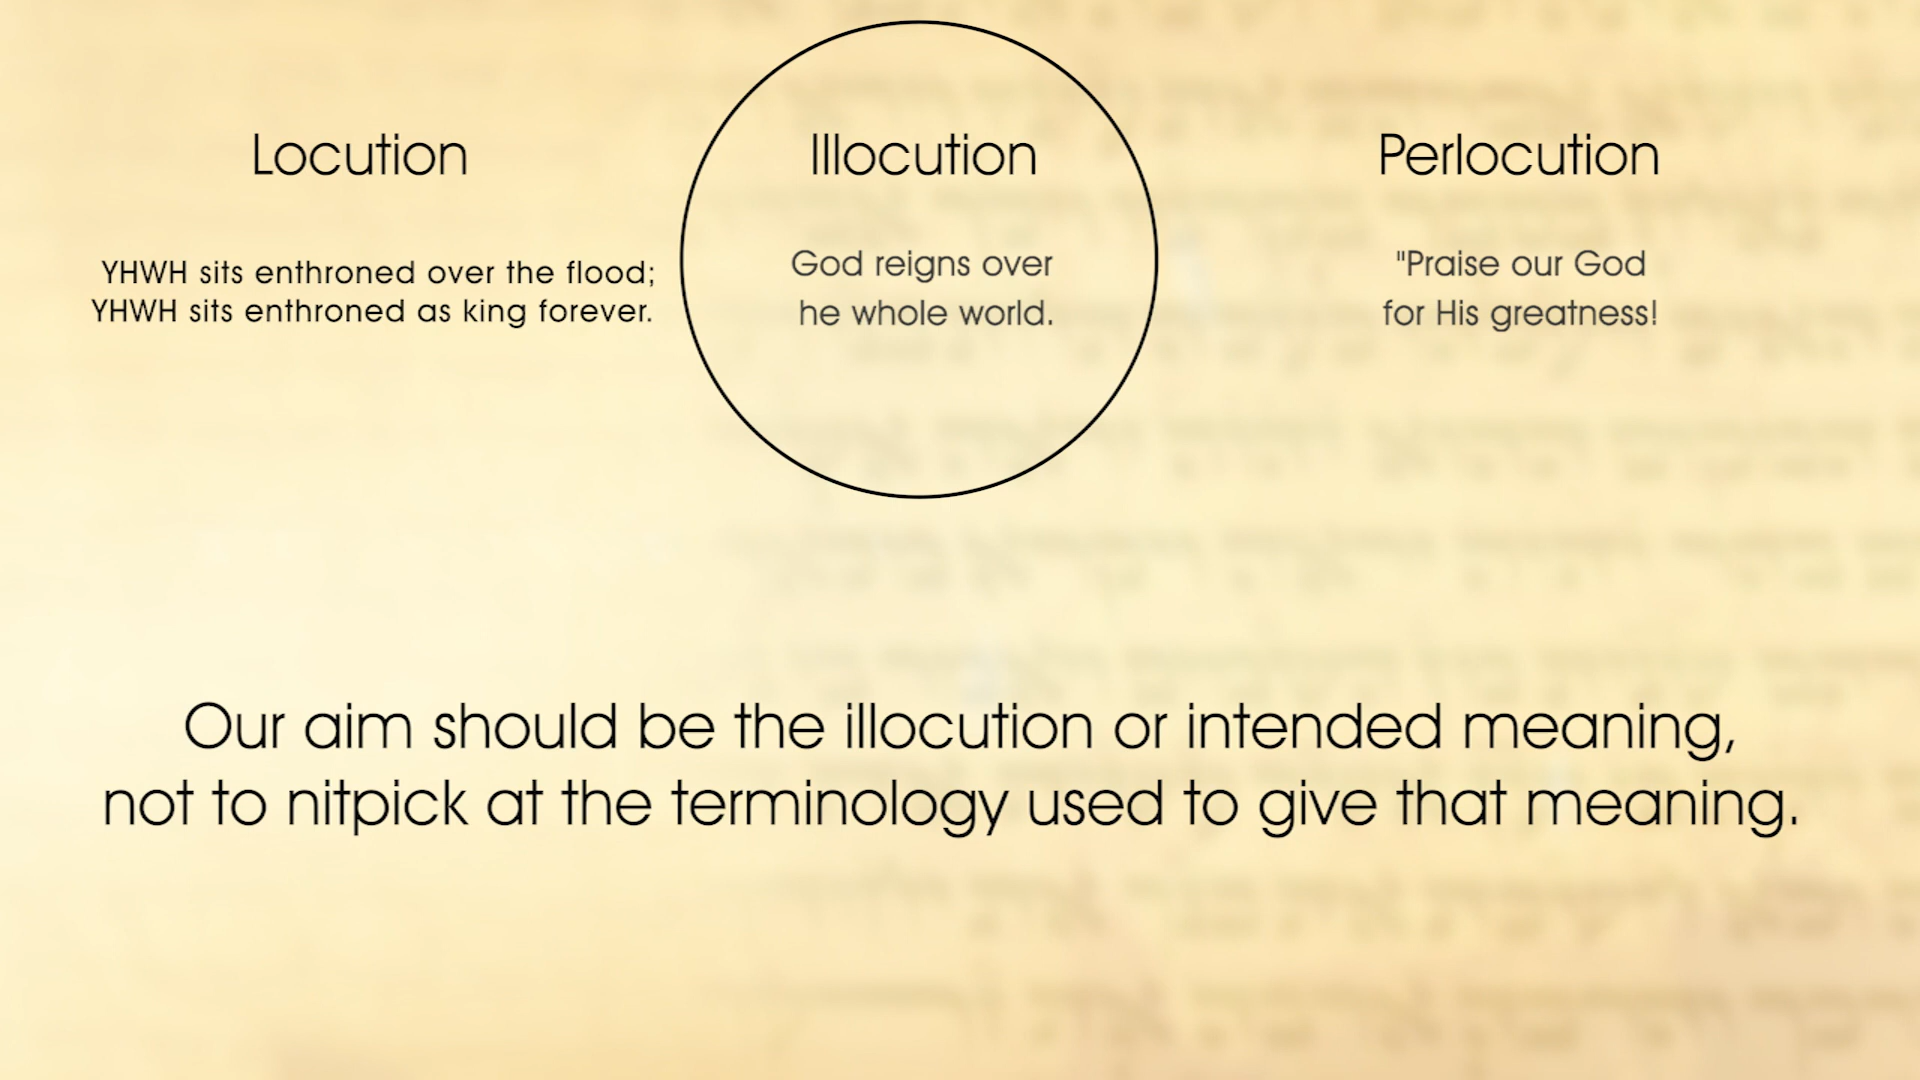 Locution
Illocution
Perlocution
YHWH sits enthroned over the flood;
YHWH sits enthroned as king forever.
God reigns over
he whole world.
"Praise our God
for His greatness!
Our aim should be the illocution or intended meaning,
not to nitpick at the terminology used to give that meaning.